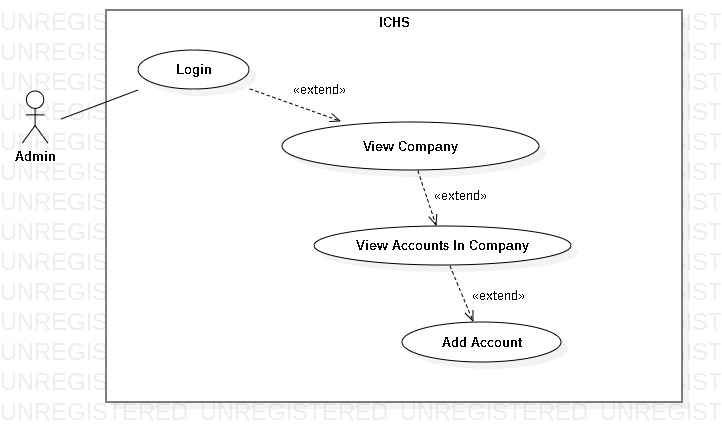 ICHS
Login
«extend»
Admin
View Company
«extend»
View Accounts In Company
«extend»
Add Account
UNREGISTERED UNREGISTERED UNREGISTERED UNREGIST